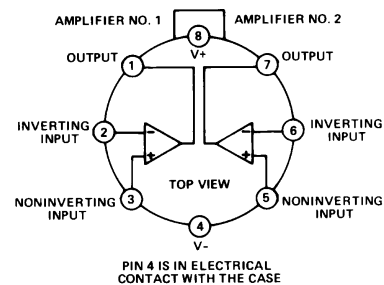 AMPLIFIER NO. 1
AMPLIFIER NO. 2
8
V+
OUTPUT
1
7
OUTPUT
INVERTING
INPUT
2
−
−
6
INVERTING
INPUT
+
+
TOP VIEW
NONINVERTING
INPUT
3
5
NONINVERTING
INPUT
4
V−
PIN 4 IS IN ELECTRICAL
CONTACT WITH THE CASE